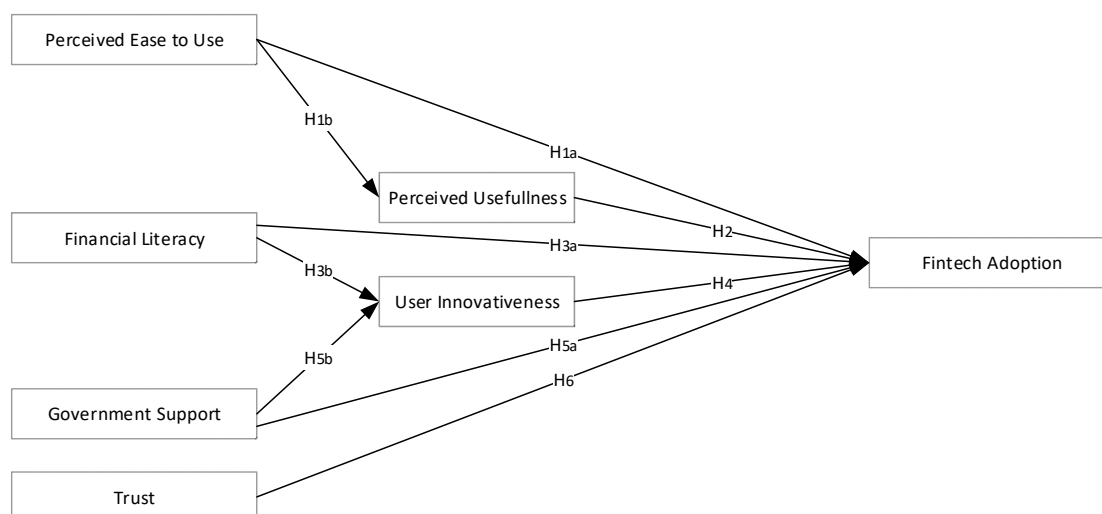 Perceived Ease to Use
H1b
H1a
Perceived Usefullness
H2
Financial Literacy
H3a
Fintech Adoption
H3b
User Innovativeness
H4
H5a
H5b
H6
Government Support
Trust